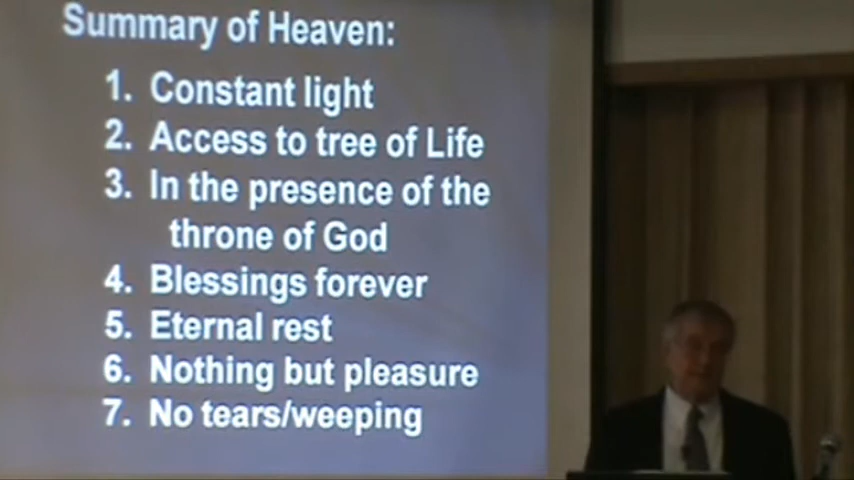 Summary of Heaven:
1. Constant light
2. Access to tree of Life
3. In the presence of the
throne of God
4. Blessings forever
5. Eternal rest
6. Nothing but pleasure
7. No tears/weeping